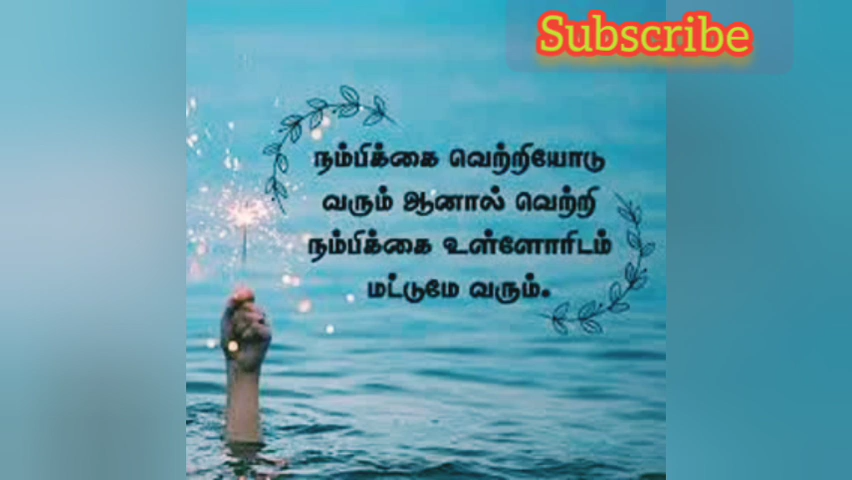 Subscribe
நம்பிக்கை வெற்றியோடு
வரும் ஆனால் வெற்றி
நம்பிக்கை உள்ளோரிடம்
மட்டுமே வரும்.